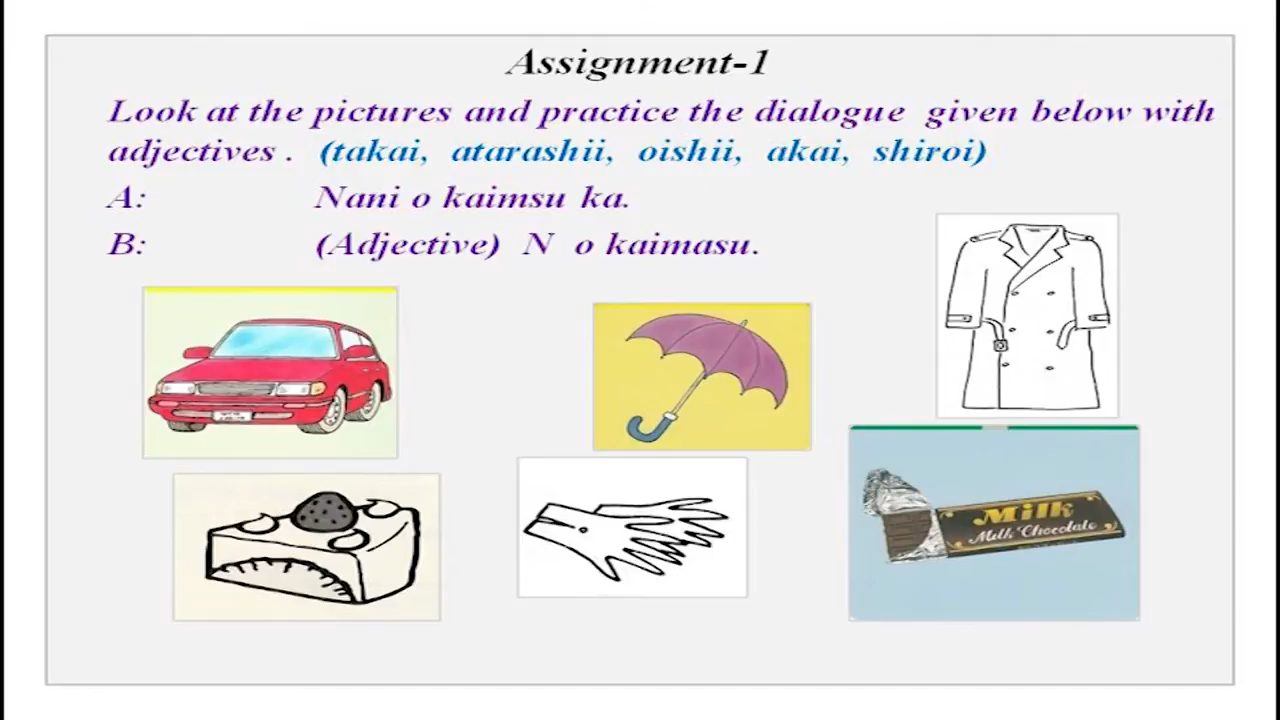 Assignment-1
Look at the pictures and practice the dialogue given below with
adjectives . (takai, atarashii, oishii, akai, shiroi)
A: Nani o kaimsu ka.
B: (Adjective) N o kaimasu.
Milk
Milk Chocolate